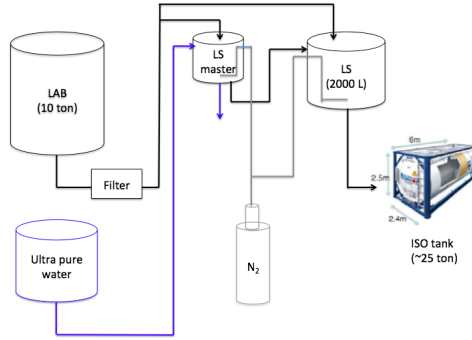 LAB
(10 ton)
Filter
LS
master
LS
(2000 L)
6m
2.5m
2.4m
ISO tank
(~25 ton)
Ultra pure
water
N₂